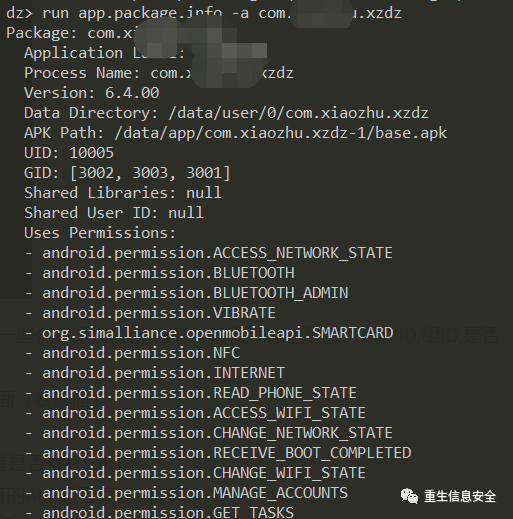 dz> run app.package.info -a com. u.xzdz
Package: com.xi
Application L
Process Name: com.x zdz
Version: 6.4.00
Data Directory: /data/user/0/com.xiaozhu.xzdz
APK Path: /data/app/com.xiaozhu.xzdz-1/base.apk
UID: 10005
GID: [3002, 3003, 3001]
Shared Libraries: null
Shared User ID: null
Uses Permissions:
- android.permission.ACCESS_NETWORK_STATE
- android.permission.BLUETOOTH
- android.permission.BLUETOOTH_ADMIN
- android.permission.VIBRATE
- org.simalliance.openmobileapi.SMARTCARD
- android.permission.NFC
- android.permission.INTERNET
- android.permission.READ_PHONE_STATE
- android.permission.ACCESS_WIFI_STATE
- android.permission.CHANGE_NETWORK_STATE
- android.permission.RECEIVE_BOOT_COMPLETED
- android.permission.CHANGE_WIFI_STATE
- android.permission.MANAGE_ACCOUNTS
- android.permission.GET_TASKS
重生信息安全